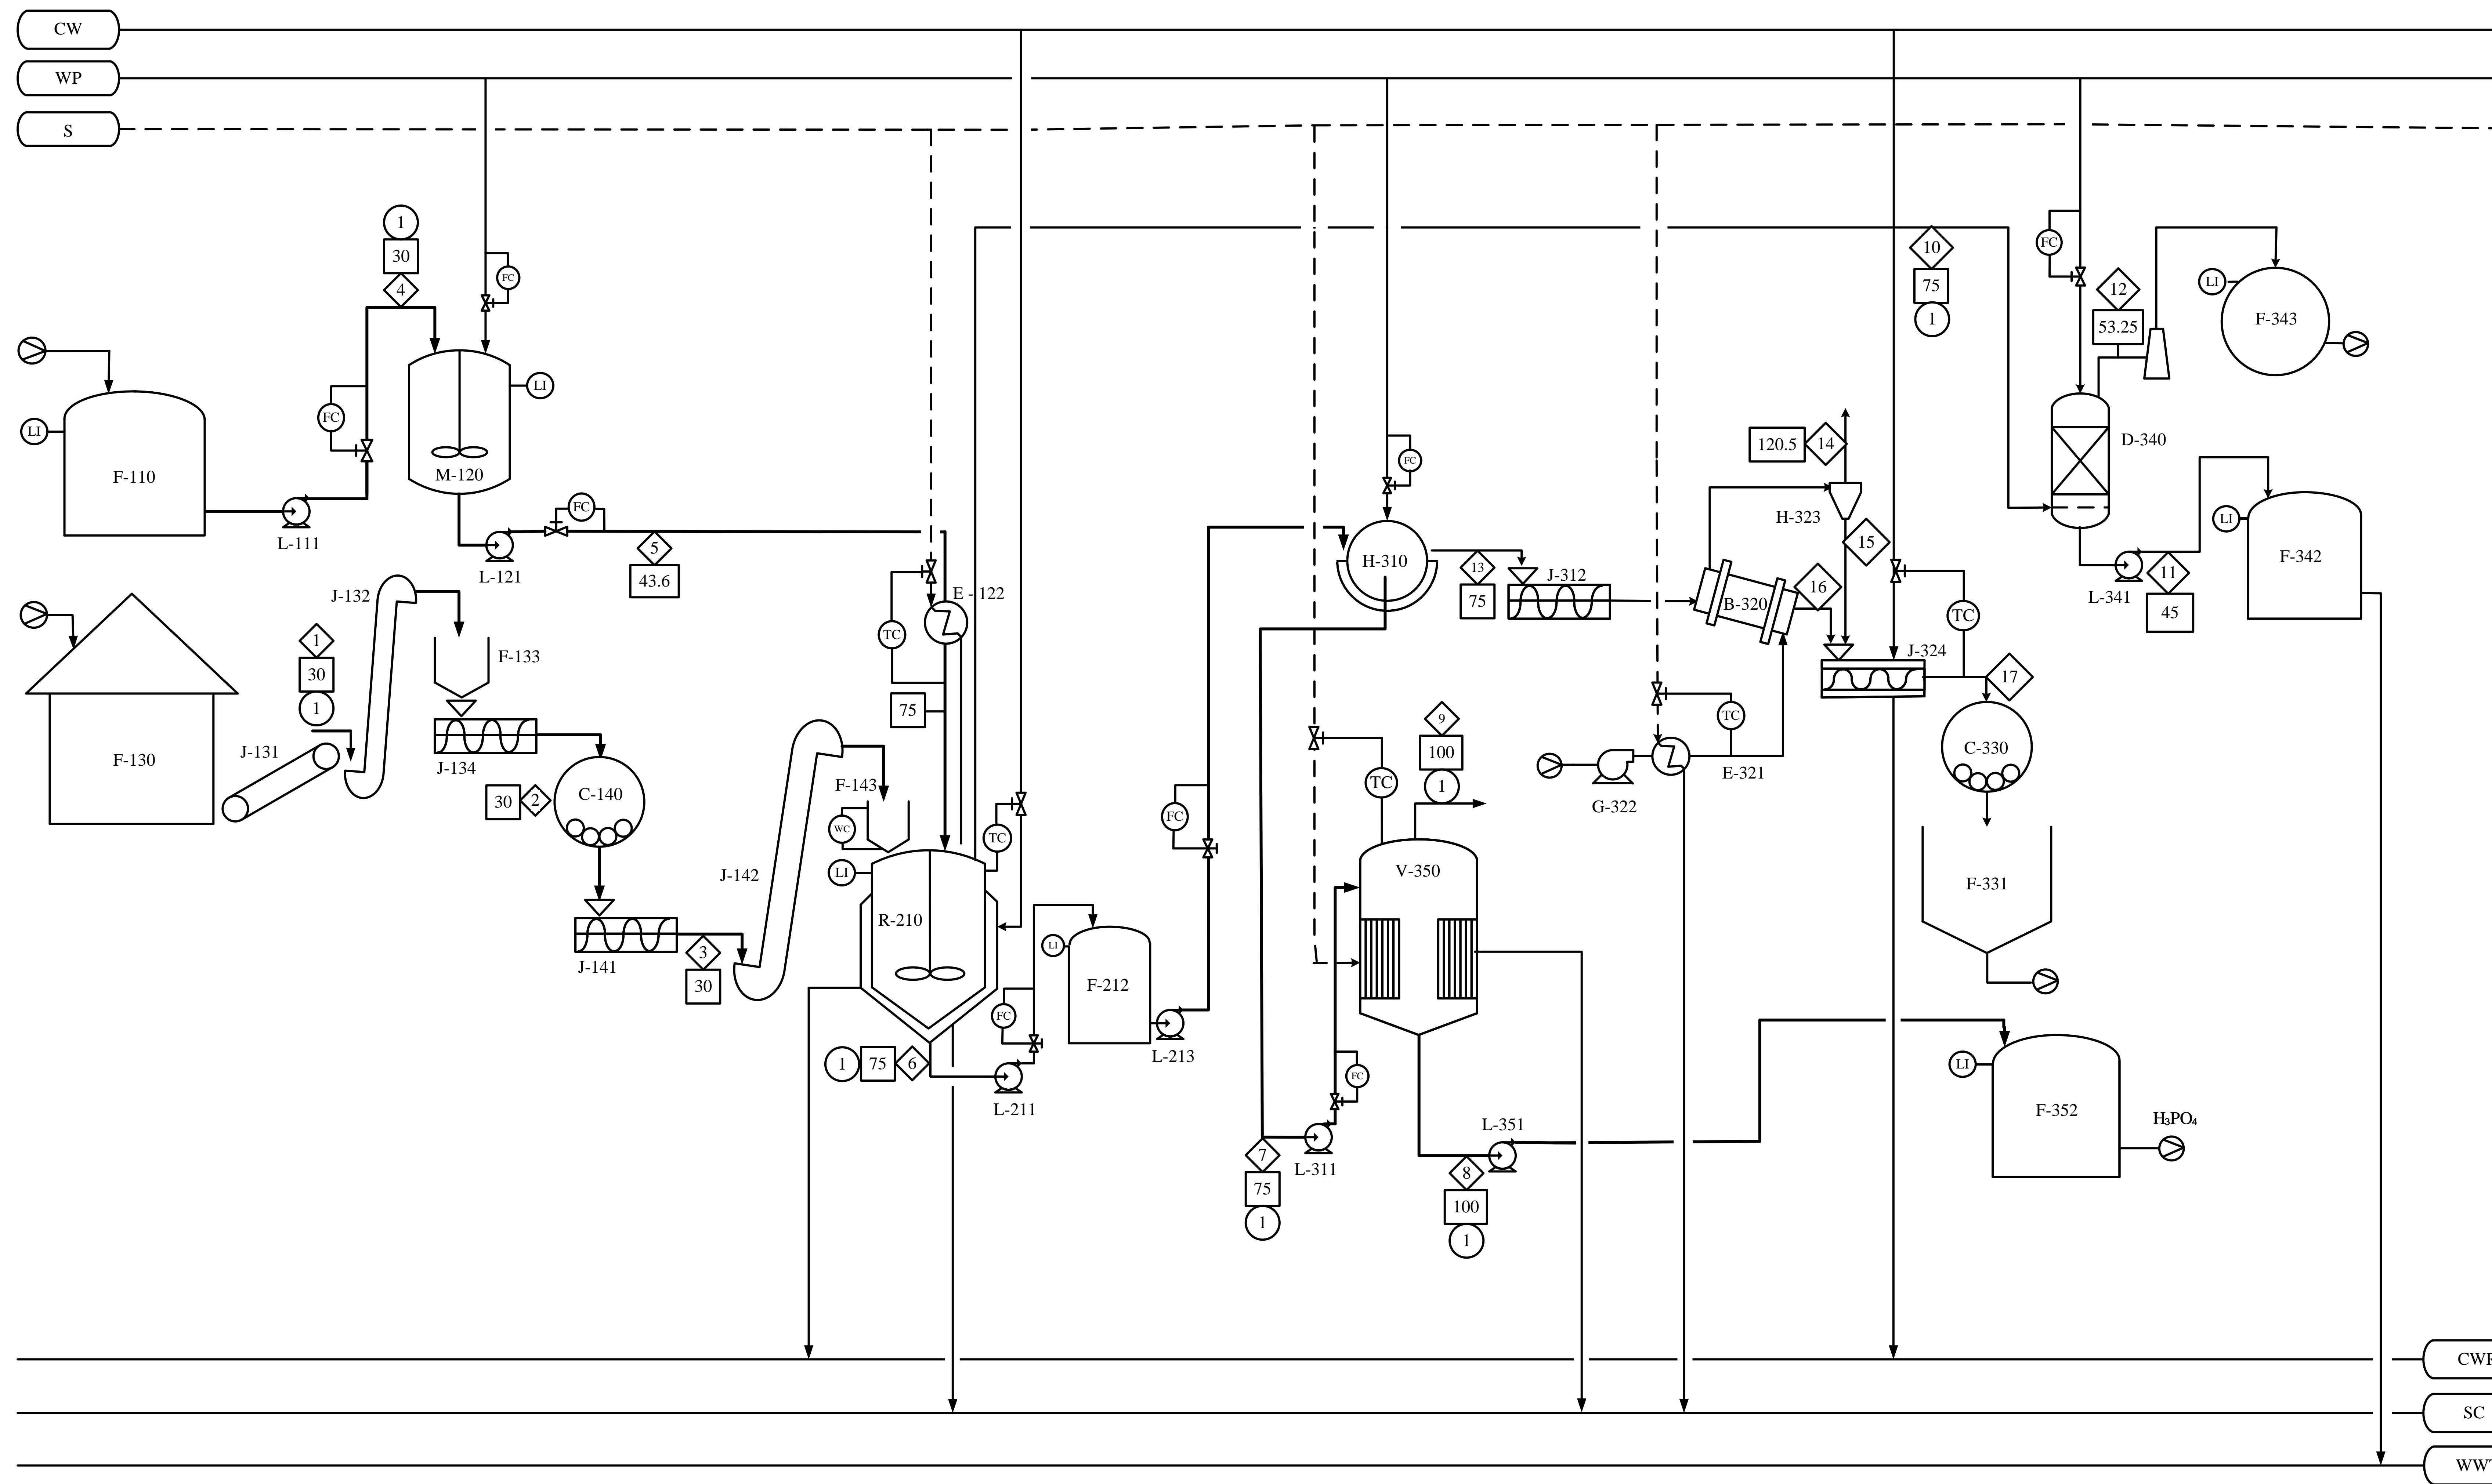 CW
WP
S
1
30
4
FC
LI
FC
LI
F-110
M-120
L-111
FC
L-121
5
43.6
J-132
F-133
1
30
1
J-131
F-130
J-134
30
2
C-140
J-141
3
30
J-142
F-143
WC
LI
R-210
E - 122
TC
75
TC
1
75
6
FC
L-211
LI
F-212
L-213
FC
FC
H-310
13
75
J-312
TC
9
100
1
V-350
FC
7
75
1
L-311
8
100
1
L-351
G-322
TC
E-321
B-320
120.5
14
H-323
15
16
J-324
TC
17
C-330
F-331
10
75
1
FC
12
53.25
D-340
LI
F-343
L-341
11
45
LI
F-342
LI
F-352
H₃PO₄
CWR
SC
WW